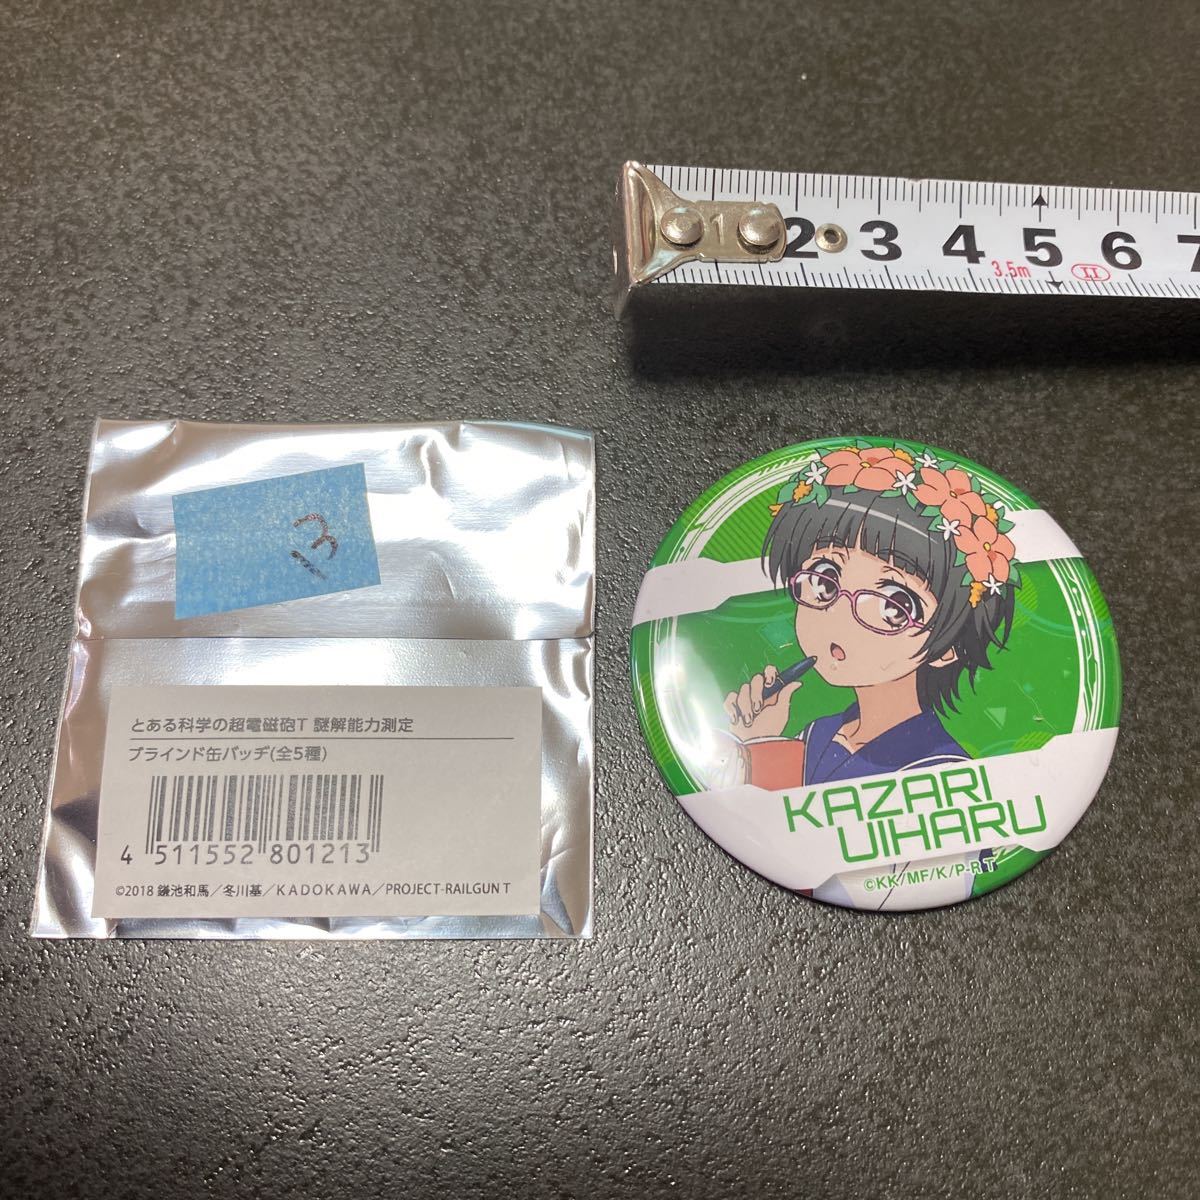 1 2 3 4 5 6 7
3.5m II
とある科学の超電磁砲T 謎解能力測定
ブラインド缶バッヂ(全5種)
4 511552 801213
©2018 鎌池和馬／冬川基／KADOKAWA／PROJECT-RAILGUN T
KAZARI
UIHARU
©KK/MF/K/P-R T